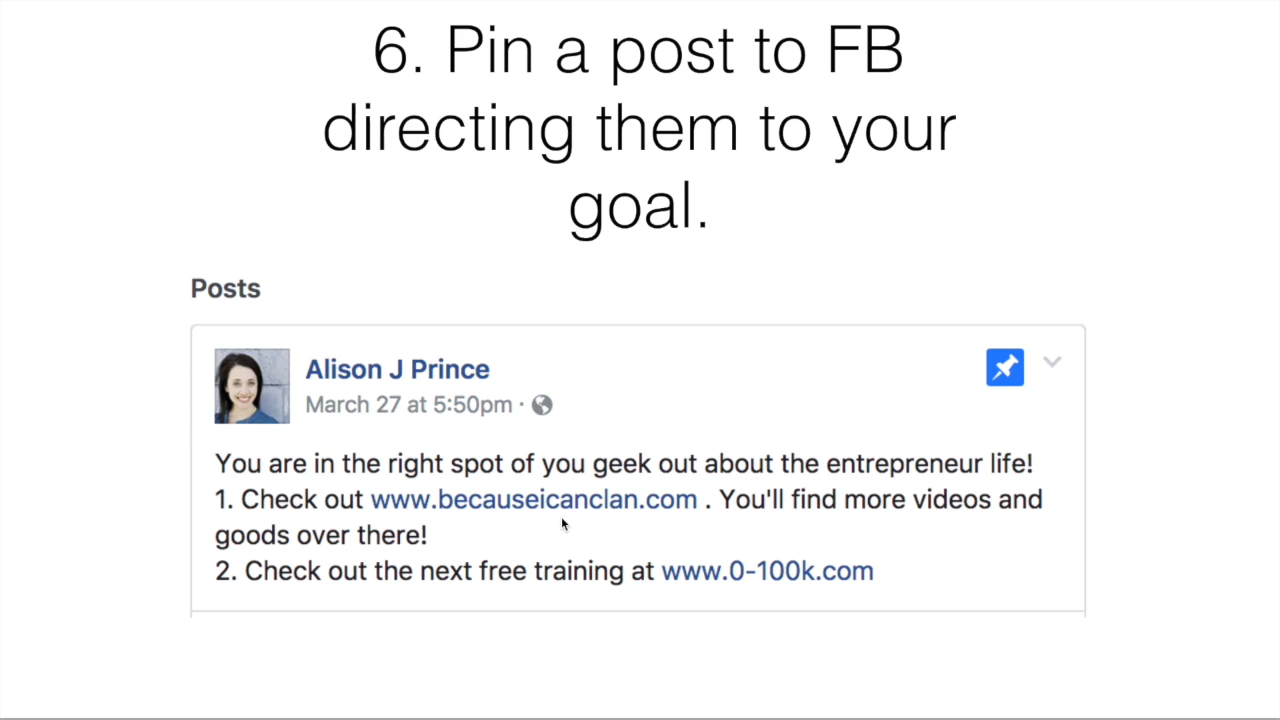 6. Pin a post to FB
directing them to your
goal.
Posts
Alison J Prince
March 27 at 5:50pm ·
You are in the right spot of you geek out about the entrepreneur life!
1. Check out www.becauseicanclan.com . You'll find more videos and
goods over there!
2. Check out the next free training at www.0-100k.com